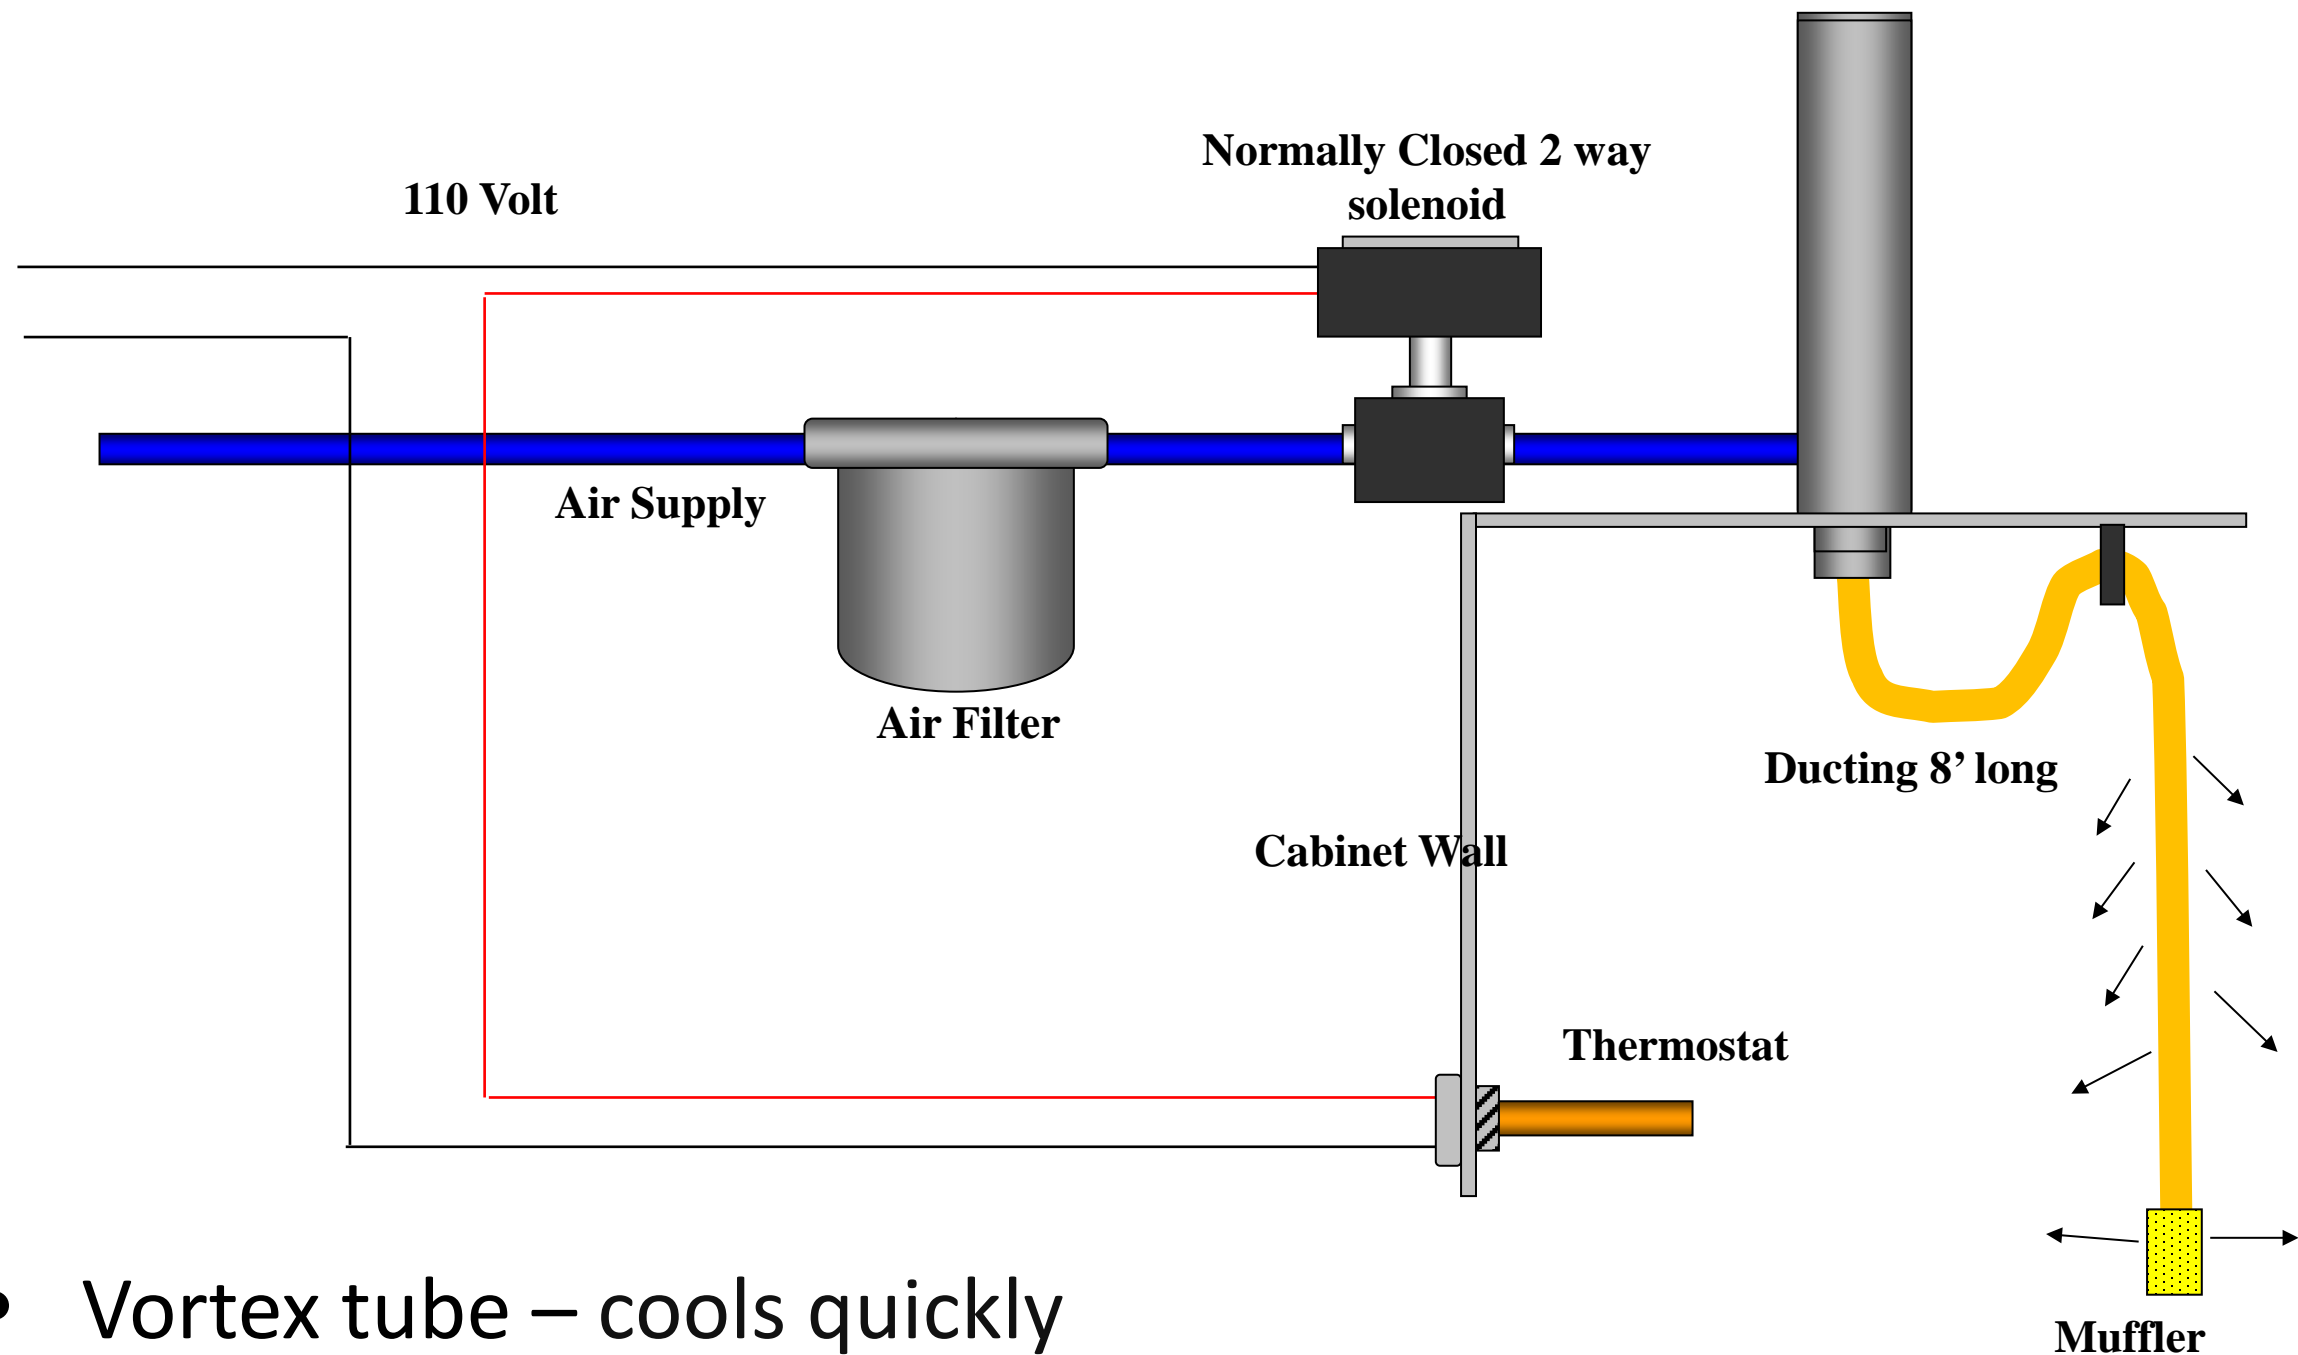 Normally Closed 2 way
solenoid
110 Volt
Air Supply
Air Filter
Ducting 8’ long
Cabinet Wall
Thermostat
• Vortex tube – cools quickly
Muffler